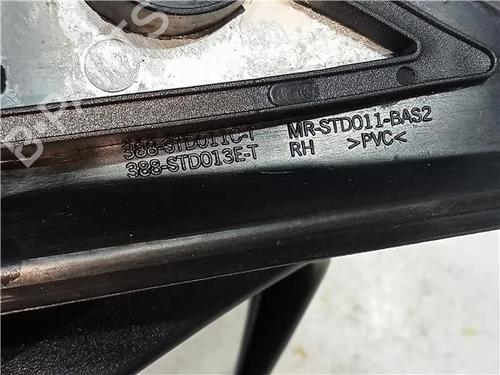 388-STD011C-T MR-STD011-BAS2
388-STD013E-T RH >PVC<